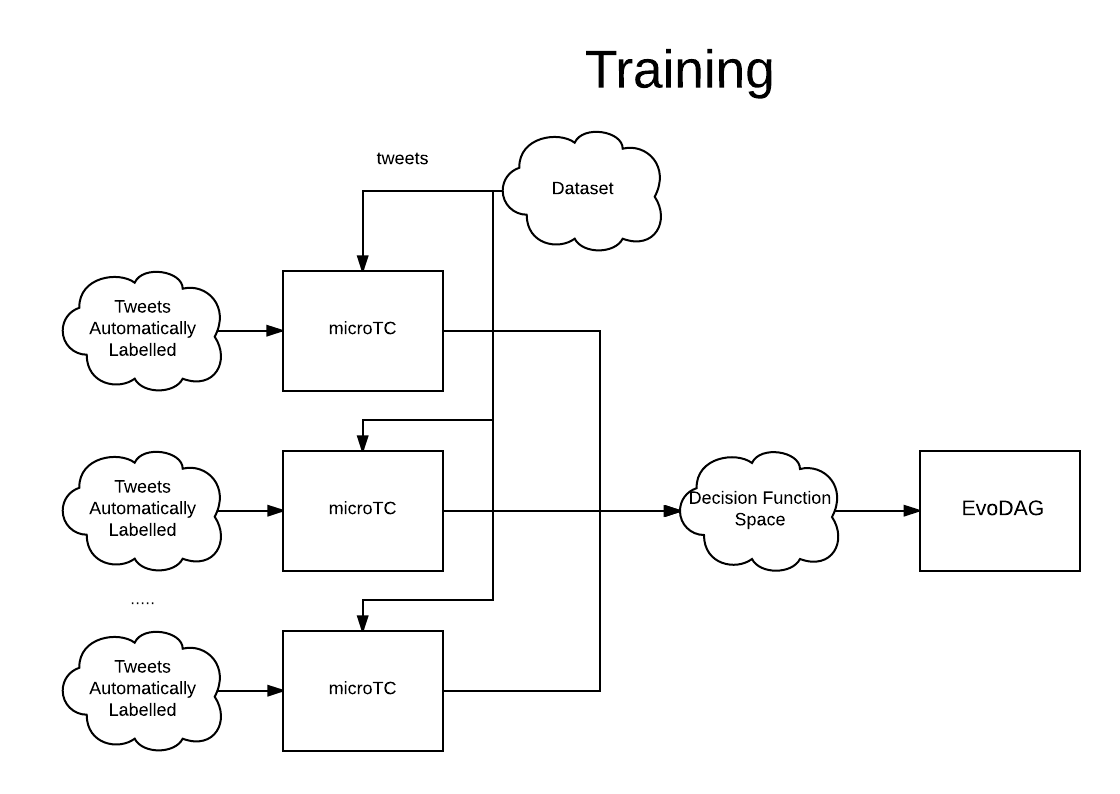 Training
tweets
Dataset
Tweets
Automatically
Labelled
microTC
Tweets
Automatically
Labelled
microTC
Decision Function
Space
EvoDAG
.....
Tweets
Automatically
Labelled
microTC